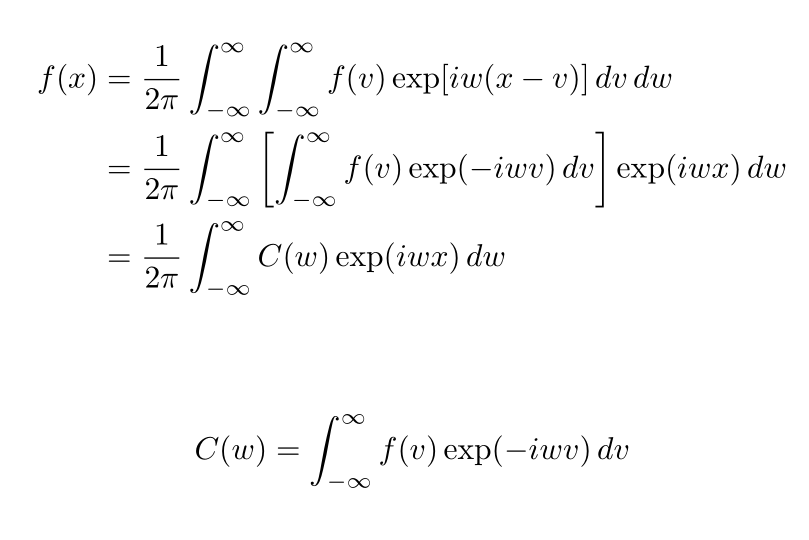 f(x) = \frac{1}{2\pi} \int_{-\infty}^{\infty} \int_{-\infty}^{\infty} f(v) \exp[iw(x - v)] \, dv \, dw
= \frac{1}{2\pi} \int_{-\infty}^{\infty} \left[ \int_{-\infty}^{\infty} f(v) \exp(-iwv) \, dv \right] \exp(iwx) \, dw
= \frac{1}{2\pi} \int_{-\infty}^{\infty} C(w) \exp(iwx) \, dw
C(w) = \int_{-\infty}^{\infty} f(v) \exp(-iwv) \, dv